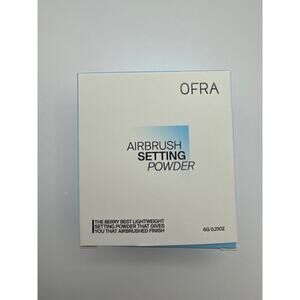 OFRA
AIRBRUSH
SETTING
POWDER
THE BERRY BEST LIGHTWEIGHT
SETTING POWDER THAT GIVES
YOU THAT AIRBRUSHED FINISH
6G 0.21OZ